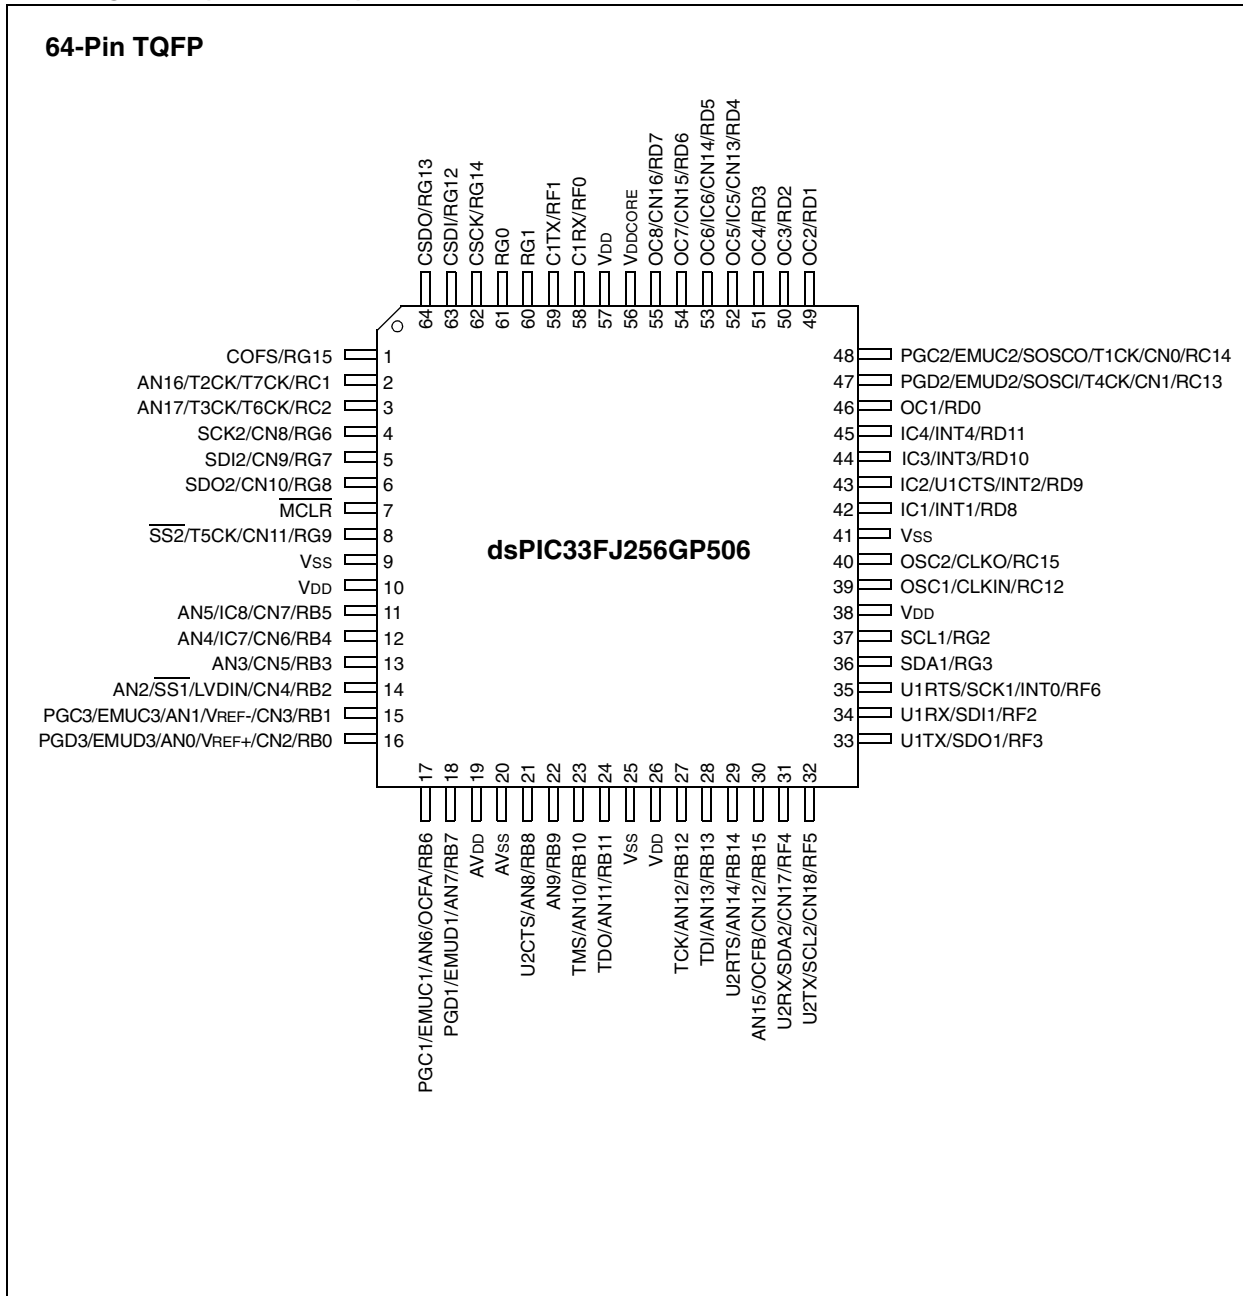 64-Pin TQFP
CSDO/RG13
CSDI/RG12
CSCK/RG14
RG0
RG1
C1TX/RF1
C1RX/RF0
VDD
VDDCORE
OC8/CN16/RD7
OC7/CN15/RD6
OC6/IC6/CN14/RD5
OC5/IC5/CN13/RD4
OC4/RD3
OC3/RD2
OC2/RD1
64
63
62
61
60
59
58
57
56
55
54
53
52
51
50
49
COFS/RG15 1
AN16/T2CK/T7CK/RC1 2
AN17/T3CK/T6CK/RC2 3
SCK2/CN8/RG6 4
SDI2/CN9/RG7 5
SDO2/CN10/RG8 6
MCLR 7
SS2/T5CK/CN11/RG9 8
VSS 9
VDD 10
AN5/IC8/CN7/RB5 11
AN4/IC7/CN6/RB4 12
AN3/CN5/RB3 13
AN2/SS1/LVDIN/CN4/RB2 14
PGC3/EMUC3/AN1/VREF-/CN3/RB1 15
PGD3/EMUD3/AN0/VREF+/CN2/RB0 16
dsPIC33FJ256GP506
48 PGC2/EMUC2/SOSCO/T1CK/CN0/RC14
47 PGD2/EMUD2/SOSCI/T4CK/CN1/RC13
46 OC1/RD0
45 IC4/INT4/RD11
44 IC3/INT3/RD10
43 IC2/U1CTS/INT2/RD9
42 IC1/INT1/RD8
41 VSS
40 OSC2/CLKO/RC15
39 OSC1/CLKIN/RC12
38 VDD
37 SCL1/RG2
36 SDA1/RG3
35 U1RTS/SCK1/INT0/RF6
34 U1RX/SDI1/RF2
33 U1TX/SDO1/RF3
17
18
19
20
21
22
23
24
25
26
27
28
29
30
31
32
PGC1/EMUC1/AN6/OCFA/RB6
PGD1/EMUD1/AN7/RB7
AVDD
AVSS
U2CTS/AN8/RB8
AN9/RB9
TMS/AN10/RB10
TDO/AN11/RB11
VSS
VDD
TCK/AN12/RB12
TDI/AN13/RB13
U2RTS/AN14/RB14
AN15/OCFB/CN12/RB15
U2RX/SDA2/CN17/RF4
U2TX/SCL2/CN18/RF5